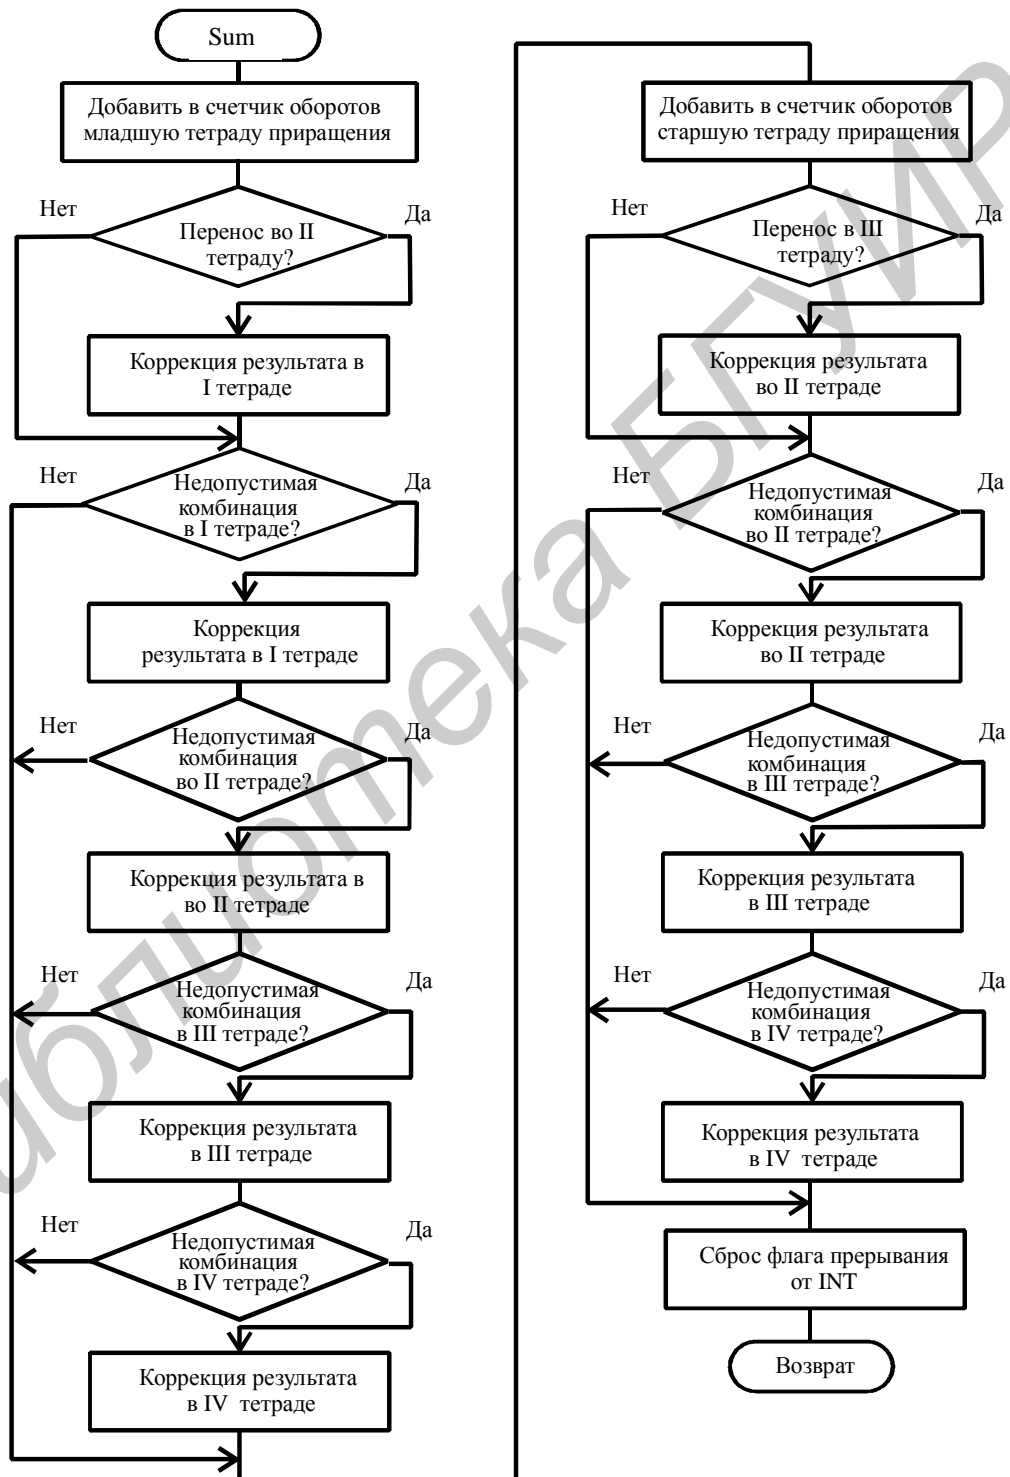 Sum
Добавить в счетчик оборотов
младшую тетраду приращения
Нет
Да
Перенос во II
тетраду?
Коррекция результата в
I тетраде
Нет
Да
Недопустимая
комбинация
в I тетраде?
Коррекция
результата в I тетраде
Нет
Да
Недопустимая
комбинация
во II тетраде?
Коррекция результата в
во II тетраде
Нет
Да
Недопустимая
комбинация
в III тетраде?
Коррекция результата
в III тетраде
Нет
Да
Недопустимая
комбинация
в IV тетраде?
Коррекция результата
в IV тетраде
Добавить в счетчик оборотов
старшую тетраду приращения
Нет
Да
Перенос в III
тетраду?
Коррекция результата
во II тетраде
Нет
Да
Недопустимая
комбинация
во II тетраде?
Коррекция результата
во II тетраде
Нет
Да
Недопустимая
комбинация
в III тетраде?
Коррекция результата
в III тетраде
Нет
Да
Недопустимая
комбинация
в IV тетраде?
Коррекция результата
в IV тетраде
Сброс флага прерывания
от INT
Возврат
иблиотека БГУИР